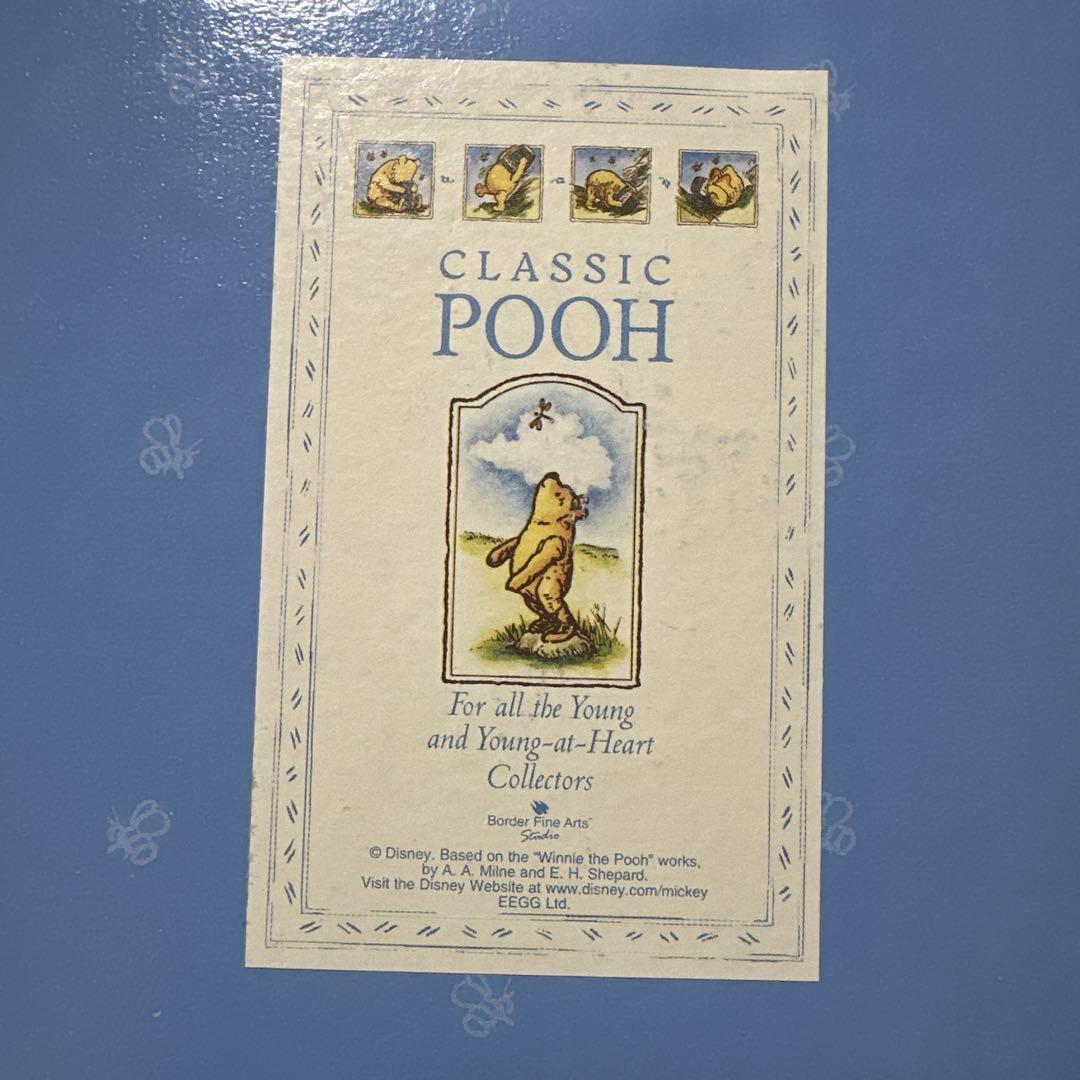 CLASSIC
POOH
For all the Young
and Young-at-Heart
Collectors
Border Fine Arts™
Studio
© Disney. Based on the "Winnie the Pooh" works,
by A. A. Milne and E. H. Shepard.
Visit the Disney Website at www.disney.com/mickey
EEGG Ltd.